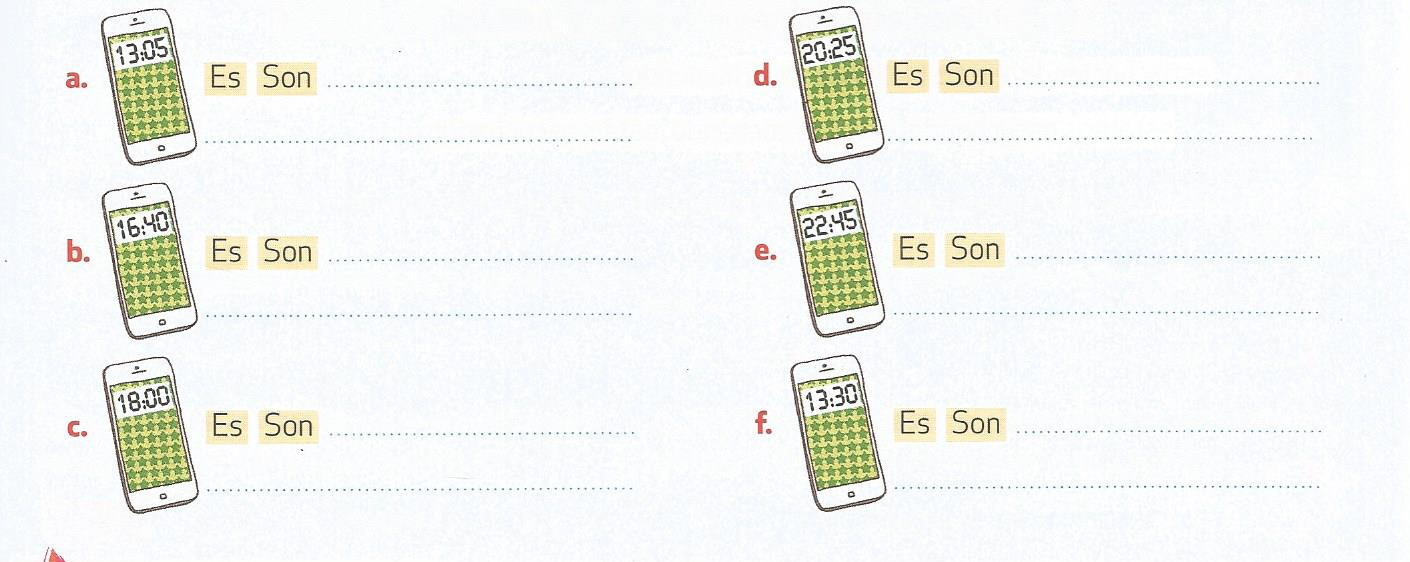 13:05
a. Es Son
16:40
b. Es Son
18:00
c. Es Son
20:25
d. Es Son
22:45
e. Es Son
13:30
f. Es Son